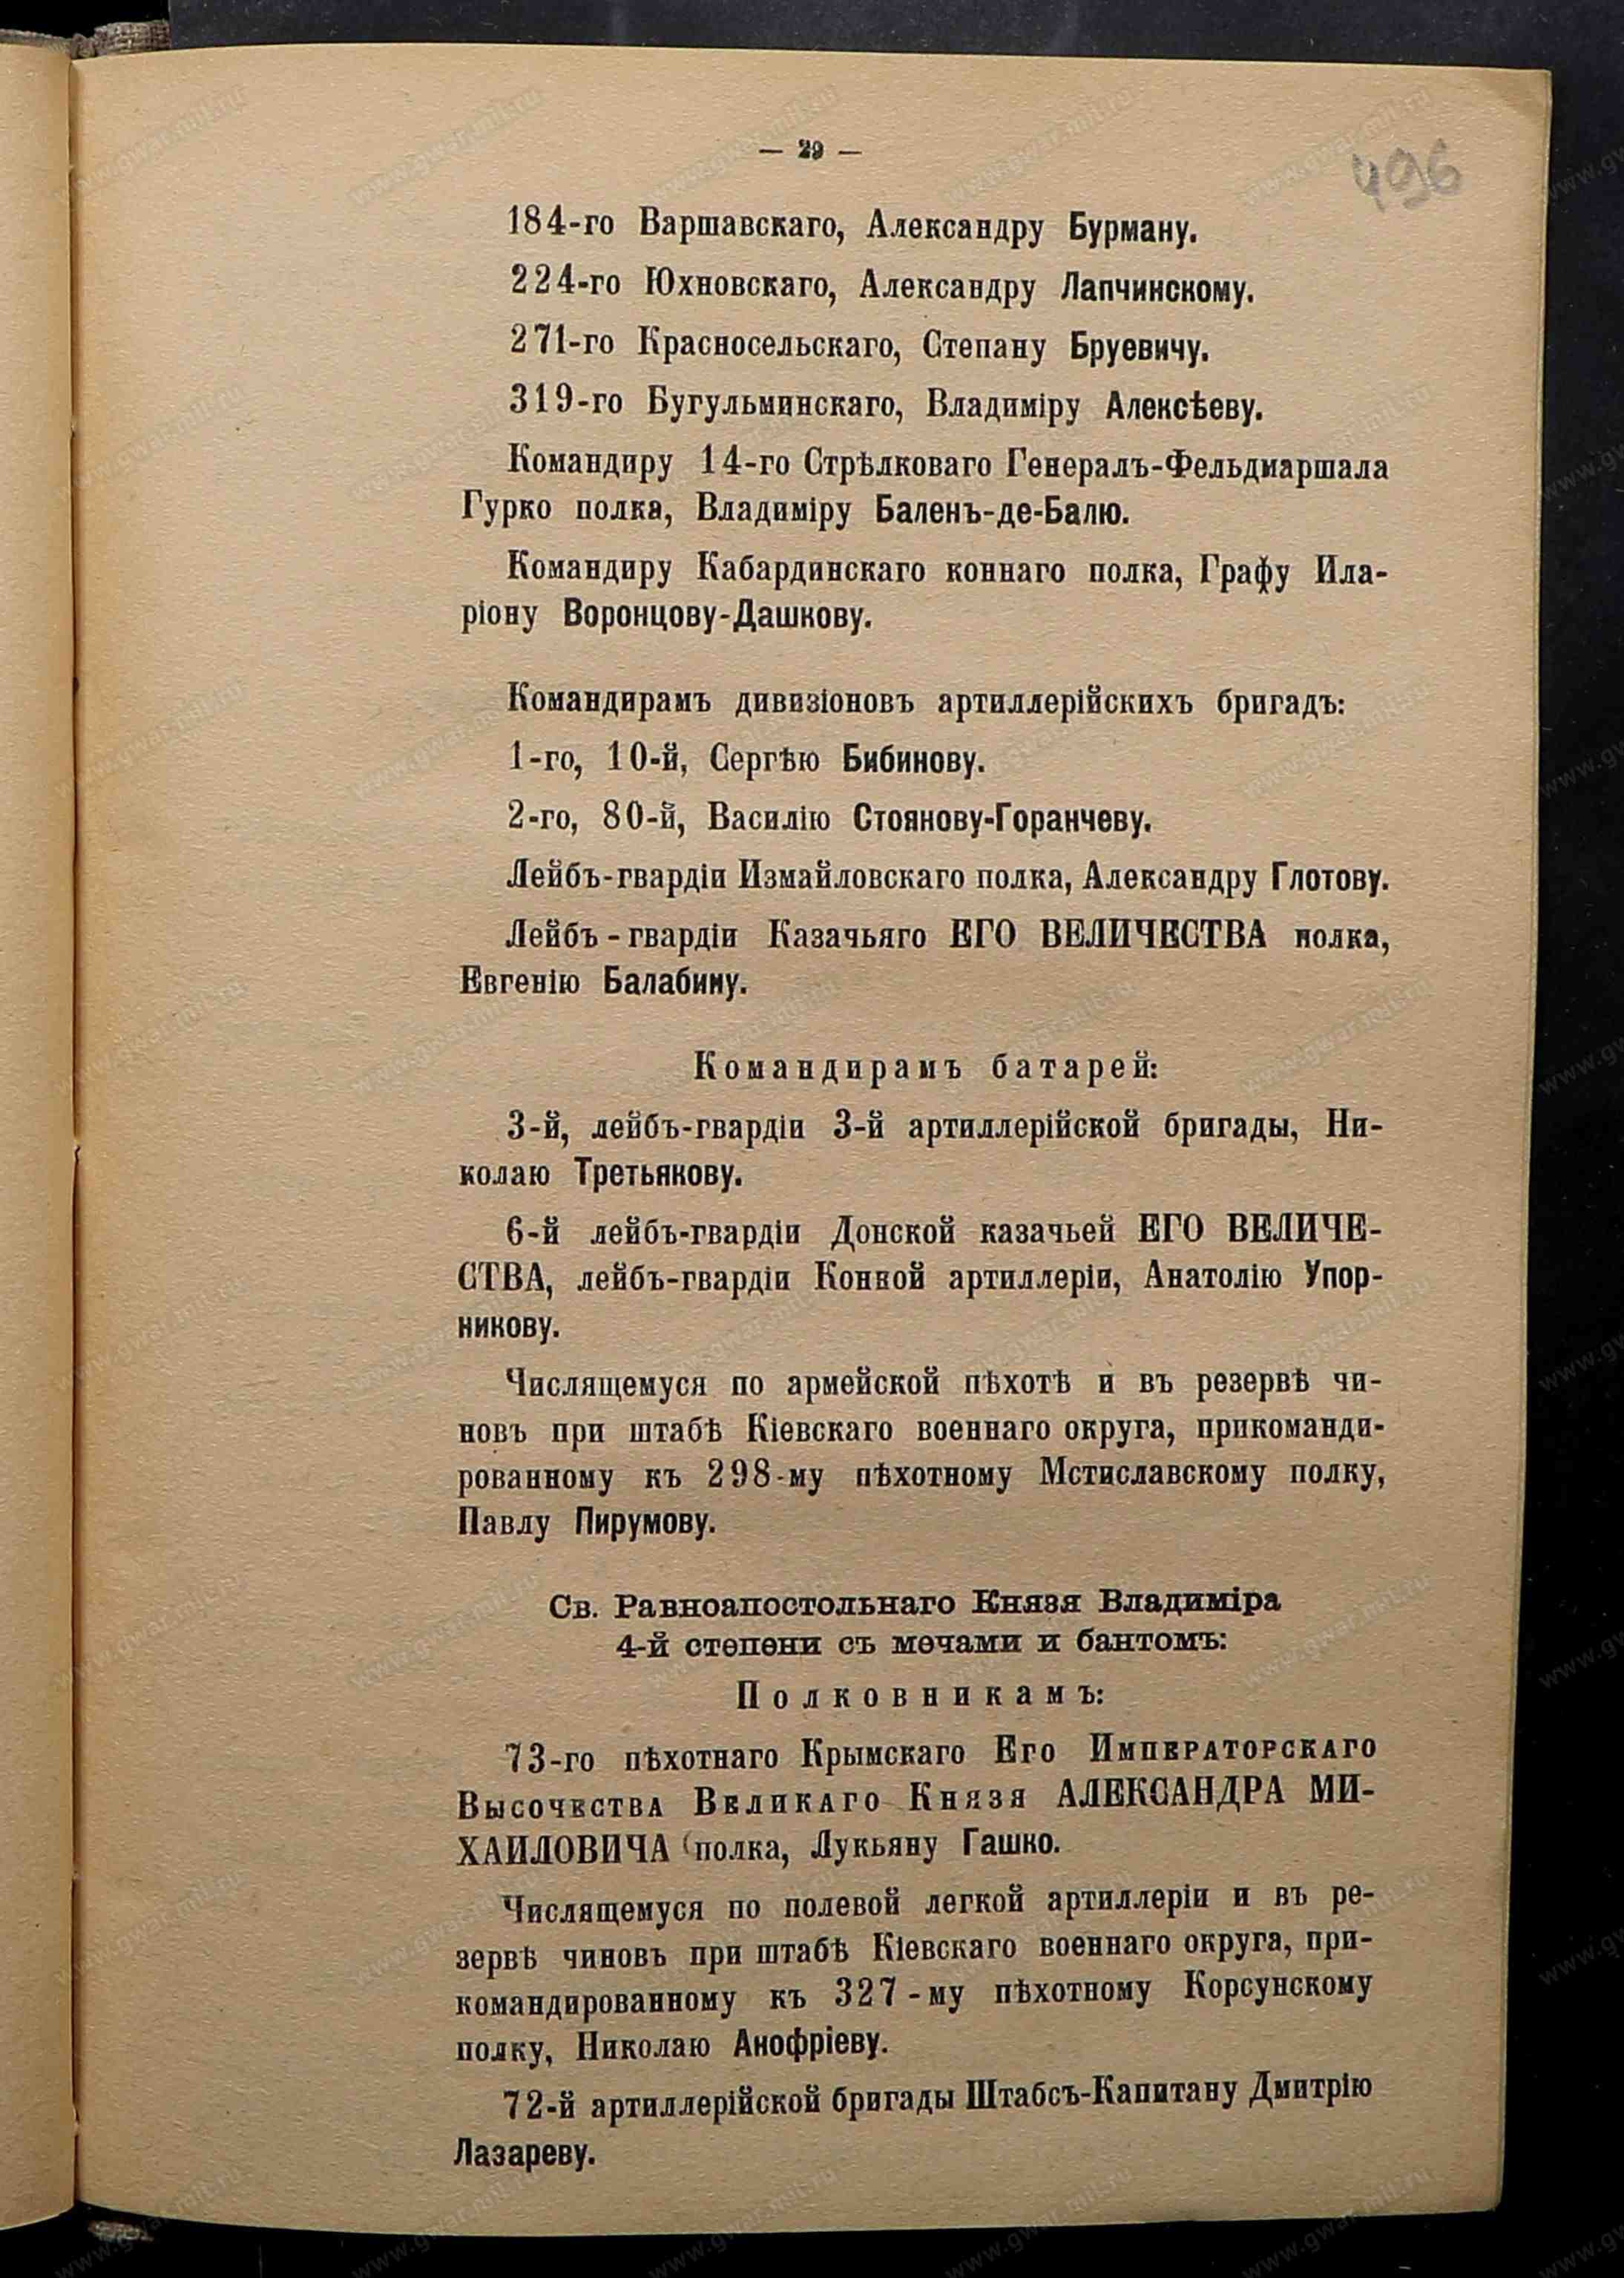 — 29 —
496
184-го Варшавскаго, Александру Бурману.
224-го Юхновскаго, Александру Лапчинскому.
271-го Красносельскаго, Степану Бруевичу.
319-го Бугульминскаго, Владиміру Алексѣеву.
Командиру 14-го Стрѣлковаго Генералъ-Фельдмаршала
Гурко полка, Владиміру Баленъ-де-Балю.
Командиру Кабардинскаго коннаго полка, Графу Ила-
ріону Воронцову-Дашкову.
Командирамъ дивизіоновъ артиллерійскихъ бригадъ:
1-го, 10-й, Сергѣю Бибикову.
2-го, 80-й, Василію Стоянову-Горанчеву.
Лейбъ-гвардіи Измайловскаго полка, Александру Глотову.
Лейбъ-гвардіи Казачьяго ЕГО ВЕЛИЧЕСТВА полка,
Евгенію Балабину.
Командирамъ батарей:
3-й, лейбъ-гвардіи 3-й артиллерійской бригады, Ни-
колаю Третьякову.
6-й лейбъ-гвардіи Донской казачьей ЕГО ВЕЛИЧЕ-
СТВА, лейбъ-гвардіи Конной артиллеріи, Анатолію Упор-
никову.
Числящемуся по армейской пѣхотѣ и въ резервѣ чи-
новъ при штабѣ Кіевскаго военнаго округа, прикоманди-
рованному къ 298-му пѣхотному Мстиславскому полку,
Павлу Пирумову.
Св. Равноапостольнаго Князя Владиміра
4-й степени съ мечами и бантомъ:
Полковникамъ:
73-го пѣхотнаго Крымскаго Его Императорскаго
Высочества Великаго Князя АЛЕКСАНДРА МИ-
ХАИЛОВИЧА полка, Лукьяну Гашко.
Числящемуся по полевой легкой артиллеріи и въ ре-
зервѣ чиновъ при штабѣ Кіевскаго военнаго округа, при-
командированному къ 327-му пѣхотному Корсунскому
полку, Николаю Анофріеву.
72-й артиллерійской бригады Штабсъ-Капитану Дмитрію
Лазареву.
www.gwar.mil.ru